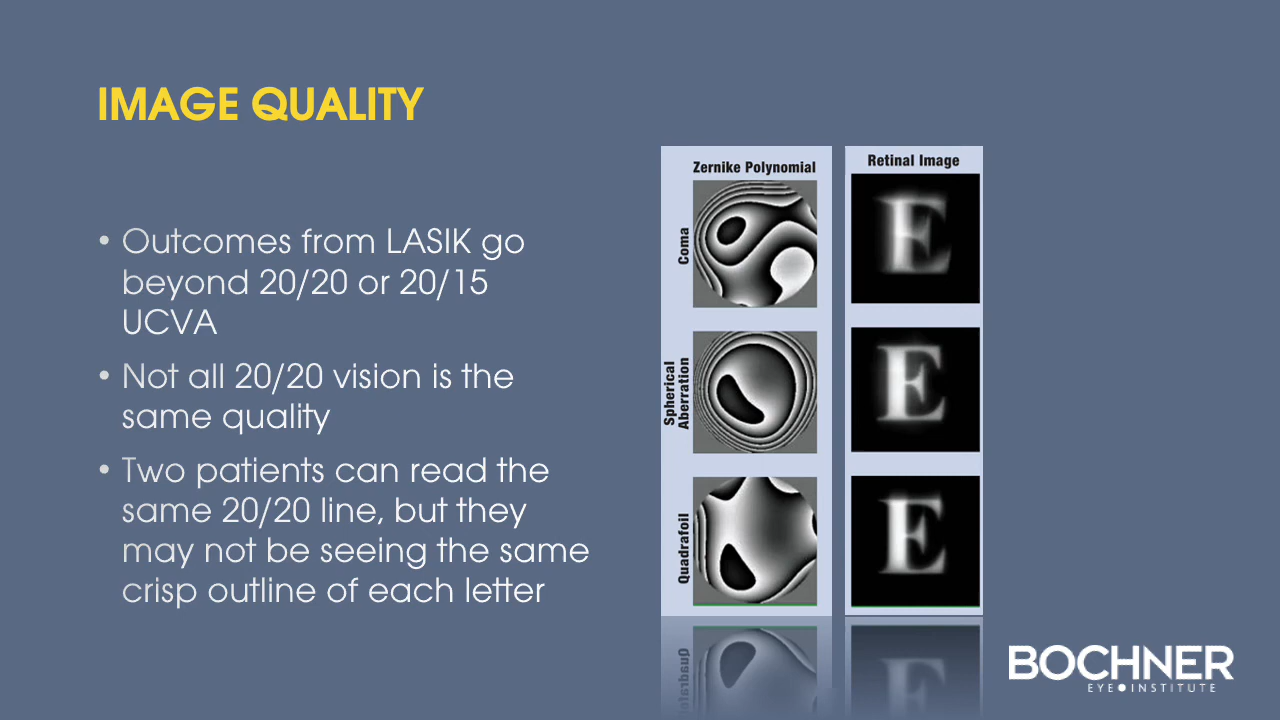 IMAGE QUALITY
• Outcomes from LASIK go
beyond 20/20 or 20/15
UCVA
• Not all 20/20 vision is the
same quality
• Two patients can read the
same 20/20 line, but they
may not be seeing the same
crisp outline of each letter
Zernike Polynomial
Coma
Spherical
Aberration
Quadrafoil
Retinal Image
E
E
E
BOCHNER
EYE•INSTITUTE